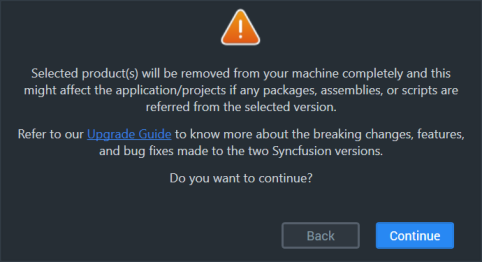 Selected product(s) will be removed from your machine completely and this
might affect the application/projects if any packages, assemblies, or scripts are
referred from the selected version.
Refer to our Upgrade Guide to know more about the breaking changes, features,
and bug fixes made to the two Syncfusion versions.
Do you want to continue?
Back
Continue